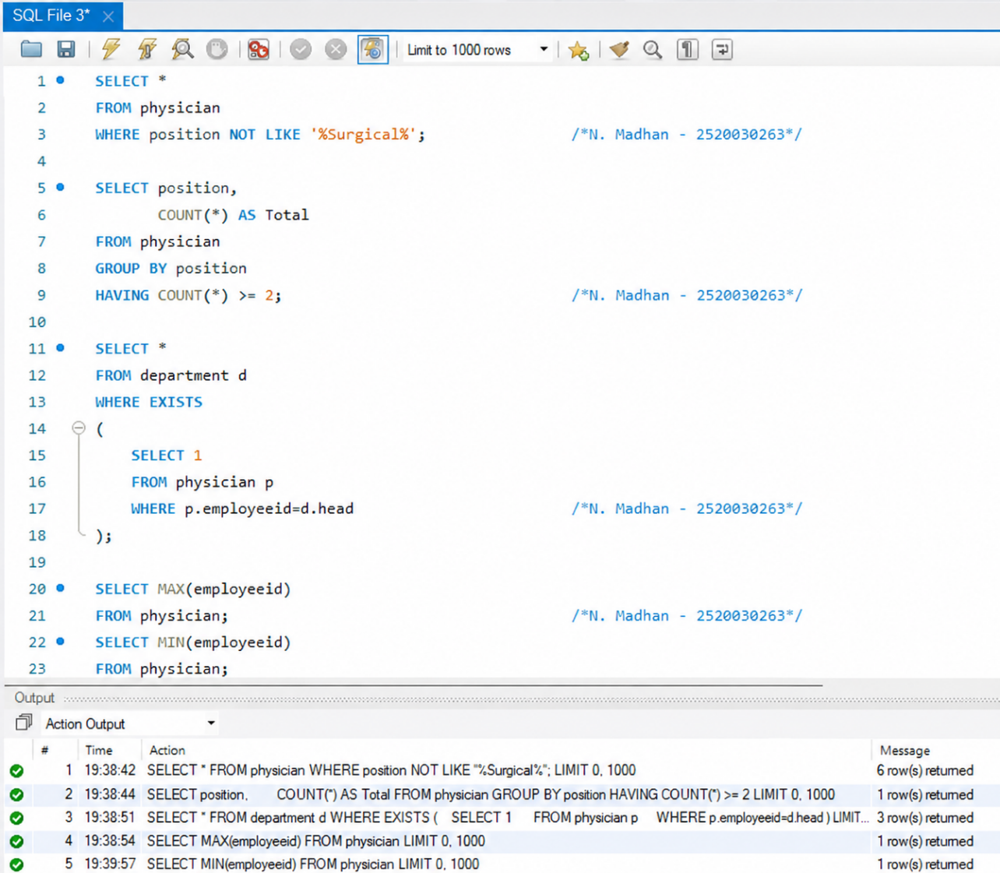 SQL File 3*
Limit to 1000 rows
1 SELECT *
2 FROM physician
3 WHERE position NOT LIKE '%Surgical%'; /*N. Madhan - 2520030263*/
4
5 SELECT position,
6 COUNT(*) AS Total
7 FROM physician
8 GROUP BY position
9 HAVING COUNT(*) >= 2; /*N. Madhan - 2520030263*/
10
11 SELECT *
12 FROM department d
13 WHERE EXISTS
14 (
15 SELECT 1
16 FROM physician p
17 WHERE p.employeeid=d.head /*N. Madhan - 2520030263*/
18 );
19
20 SELECT MAX(employeeid)
21 FROM physician; /*N. Madhan - 2520030263*/
22 SELECT MIN(employeeid)
23 FROM physician;
Output
Action Output
# Time Action Message
1 19:38:42 SELECT * FROM physician WHERE position NOT LIKE "%Surgical%"; LIMIT 0, 1000 6 row(s) returned
2 19:38:44 SELECT position, COUNT(*) AS Total FROM physician GROUP BY position HAVING COUNT(*) >= 2 LIMIT 0, 1000 1 row(s) returned
3 19:38:51 SELECT * FROM department d WHERE EXISTS ( SELECT 1 FROM physician p WHERE p.employeeid=d.head ) LIMIT... 3 row(s) returned
4 19:38:54 SELECT MAX(employeeid) FROM physician LIMIT 0, 1000 1 row(s) returned
5 19:39:57 SELECT MIN(employeeid) FROM physician LIMIT 0, 1000 1 row(s) returned